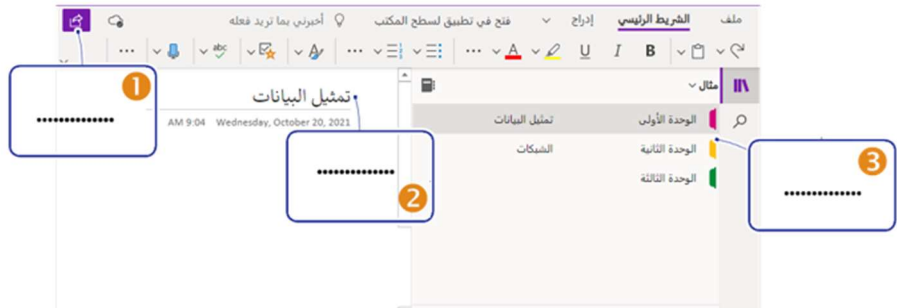 ملف الشريط الرئيسي إدراج فتح في تطبيق لسطح المكتب أخبرني بما تريد فعله
B I U A A abc
مثال
1 ..............
تمثيل البيانات
AM 9:04 Wednesday, October 20, 2021
الوحدة الأولى تمثيل البيانات
الوحدة الثانية الشبكات
الوحدة الثالثة
2 ..............
3 ..............